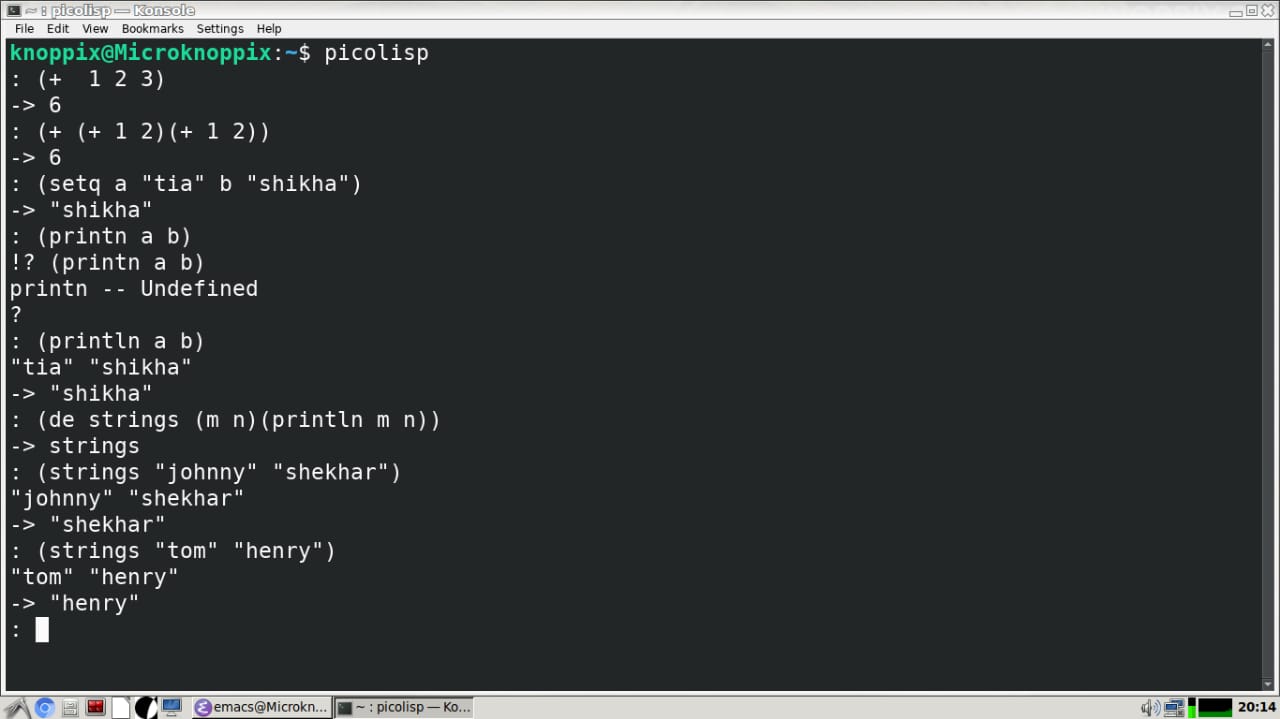 ~ : picolisp — Konsole
File Edit View Bookmarks Settings Help
knoppix@Microknoppix:~$ picolisp
: (+  1 2 3)
-> 6
: (+ (+ 1 2)(+ 1 2))
-> 6
: (setq a "tia" b "shikha")
-> "shikha"
: (printn a b)
!? (printn a b)
printn -- Undefined
?
: (println a b)
"tia" "shikha"
-> "shikha"
: (de strings (m n)(println m n))
-> strings
: (strings "johnny" "shekhar")
"johnny" "shekhar"
-> "shekhar"
: (strings "tom" "henry")
"tom" "henry"
-> "henry"
:
emacs@Microkn... ~ : picolisp — Ko... 20:14